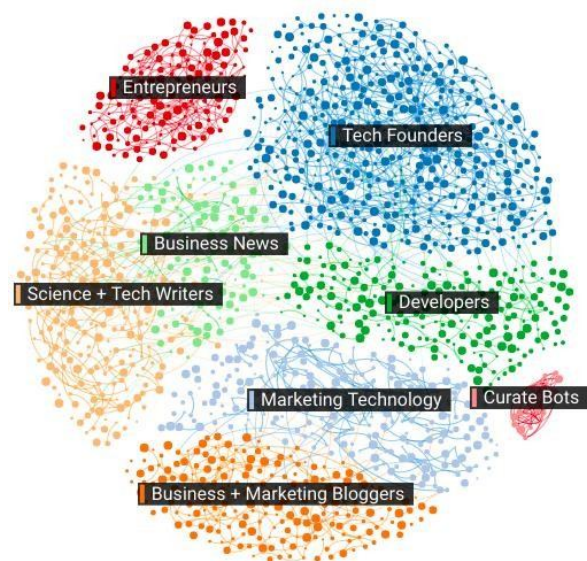 Entrepreneurs
Tech Founders
Business News
Science + Tech Writers
Developers
Marketing Technology
Curate Bots
Business + Marketing Bloggers